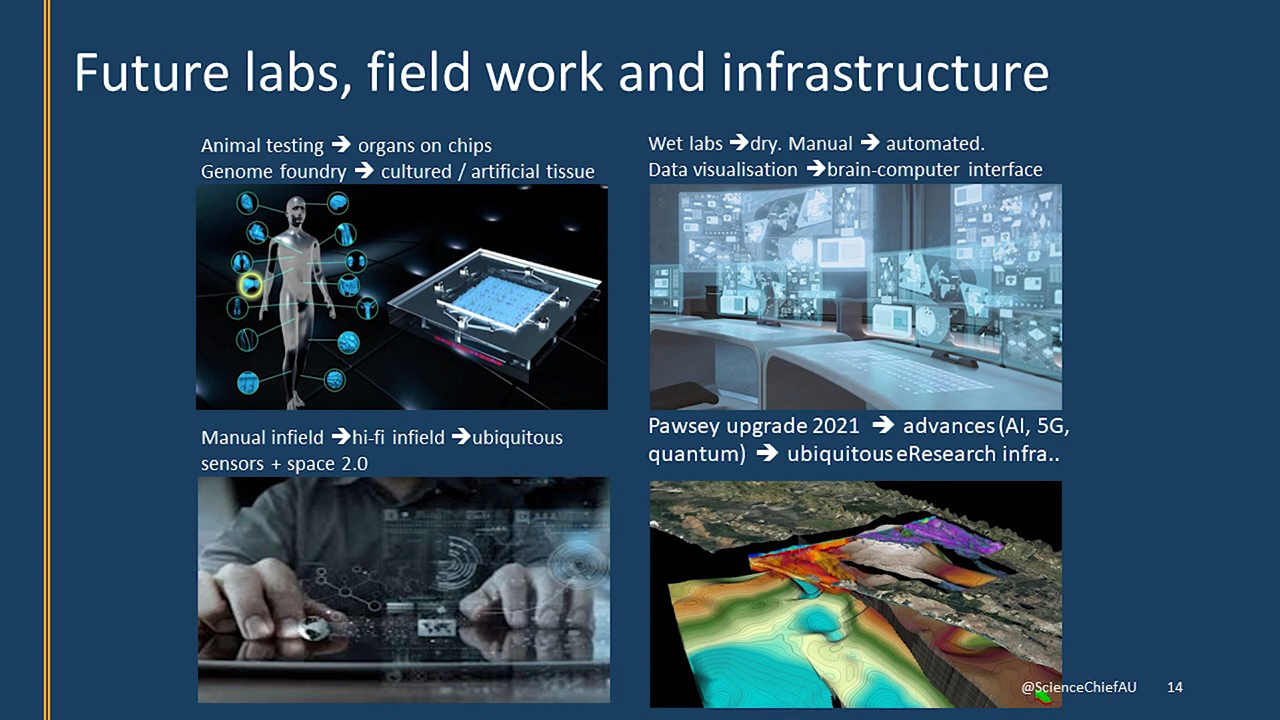 Future labs, field work and infrastructure
Animal testing ➔ organs on chips
Genome foundry ➔ cultured / artificial tissue
Wet labs ➔dry. Manual ➔ automated.
Data visualisation ➔brain-computer interface
Manual infield ➔hi-fi infield ➔ubiquitous
sensors + space 2.0
Pawsey upgrade 2021 ➔ advances (AI, 5G,
quantum) ➔ ubiquitous eResearch infra..
@ScienceChiefAU 14